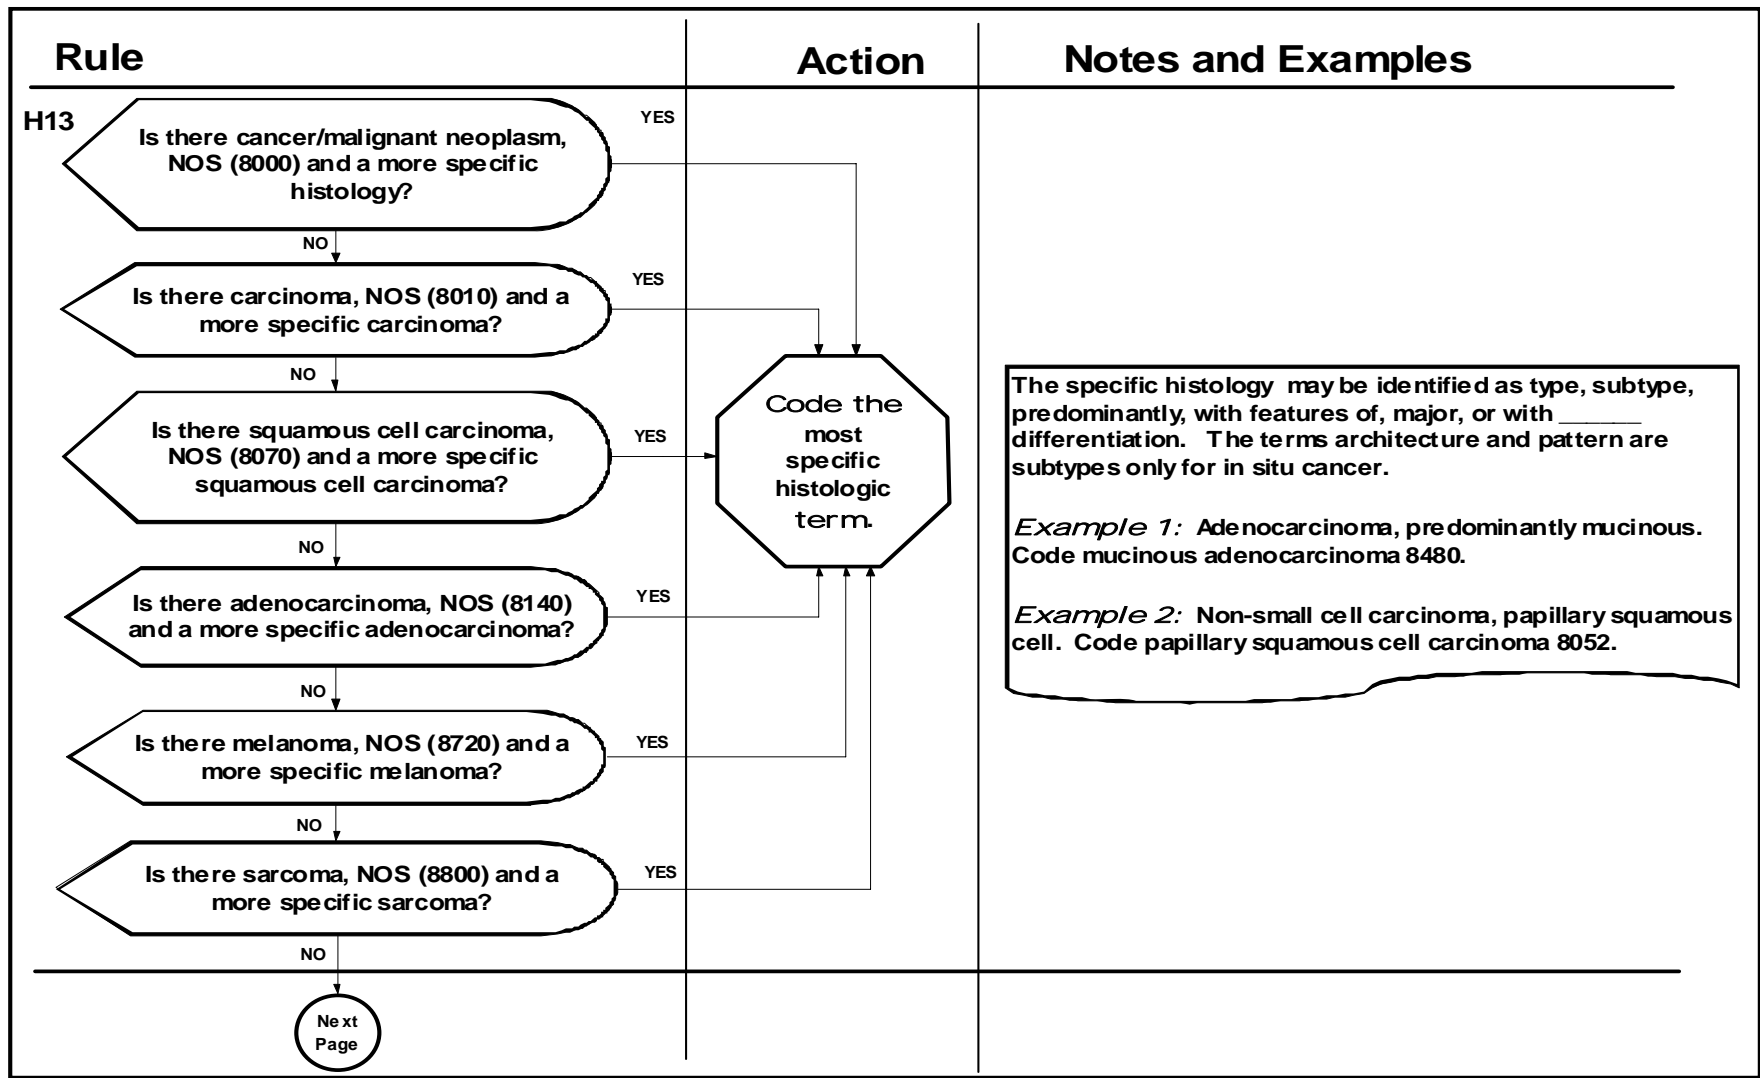 Rule
Action
Notes and Examples
H13
Is there cancer/malignant neoplasm,
NOS (8000) and a more specific
histology?
YES
NO
Is there carcinoma, NOS (8010) and a
more specific carcinoma?
YES
NO
Is there squamous cell carcinoma,
NOS (8070) and a more specific
squamous cell carcinoma?
YES
NO
Is there adenocarcinoma, NOS (8140)
and a more specific adenocarcinoma?
YES
NO
Is there melanoma, NOS (8720) and a
more specific melanoma?
YES
NO
Is there sarcoma, NOS (8800) and a
more specific sarcoma?
YES
NO
Next
Page
Code the
most
specific
histologic
term.
The specific histology may be identified as type, subtype,
predominantly, with features of, major, or with ______
differentiation. The terms architecture and pattern are
subtypes only for in situ cancer.
Example 1: Adenocarcinoma, predominantly mucinous.
Code mucinous adenocarcinoma 8480.
Example 2: Non-small cell carcinoma, papillary squamous
cell. Code papillary squamous cell carcinoma 8052.